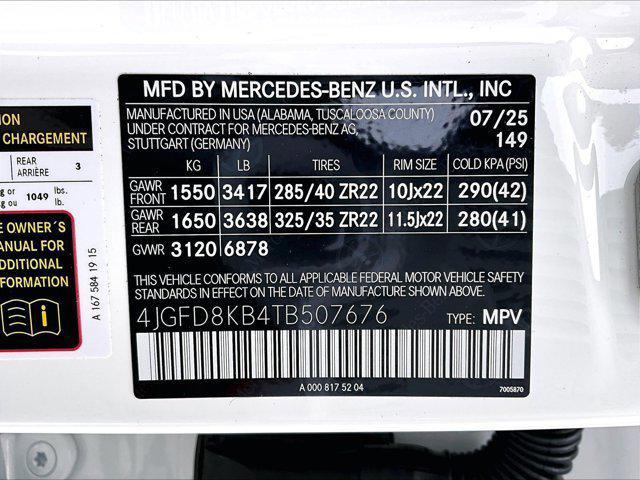 MFD BY MERCEDES-BENZ U.S. INTL., INC
MANUFACTURED IN USA (ALABAMA, TUSCALOOSA COUNTY) 07/25
UNDER CONTRACT FOR MERCEDES-BENZ AG, 149
STUTTGART (GERMANY)
KG LB TIRES RIM SIZE COLD KPA (PSI)
GAWR FRONT 1550 3417 285/40 ZR22 10Jx22 290(42)
GAWR REAR 1650 3638 325/35 ZR22 11.5Jx22 280(41)
GVWR 3120 6878
THIS VEHICLE CONFORMS TO ALL APPLICABLE FEDERAL MOTOR VEHICLE SAFETY
STANDARDS IN EFFECT ON THE DATE OF MANUFACTURE SHOWN ABOVE.
4JGFD8KB4TB507676 TYPE: MPV
A 000 817 52 04
7005870
CHARGEMENT
REAR 3
ARRIÈRE
or 1049 lbs.
ou lb.
OWNER´S
MANUAL FOR
ADDITIONAL
A 167 584 19 15